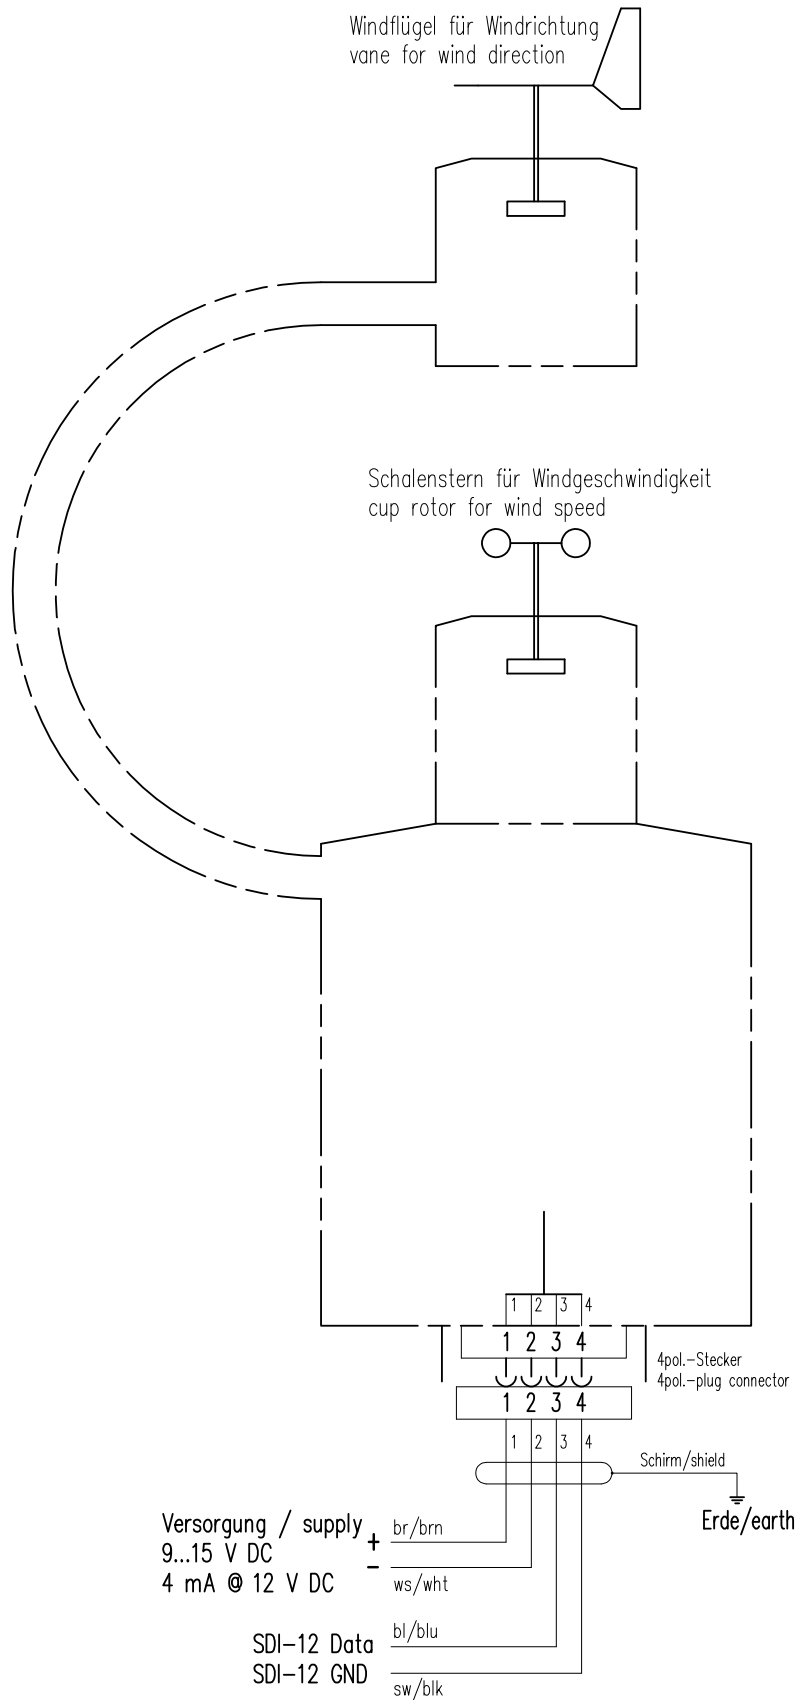 Windflügel für Windrichtung
vane for wind direction
Schalenstern für Windgeschwindigkeit
cup rotor for wind speed
1 2 3 4
1 2 3 4
4pol.-Stecker
4pol.-plug connector
1 2 3 4
1 2 3 4
Schirm/shield
Erde/earth
Versorgung / supply + br/brn
9...15 V DC
4 mA @ 12 V DC - ws/wht
SDI-12 Data bl/blu
SDI-12 GND sw/blk